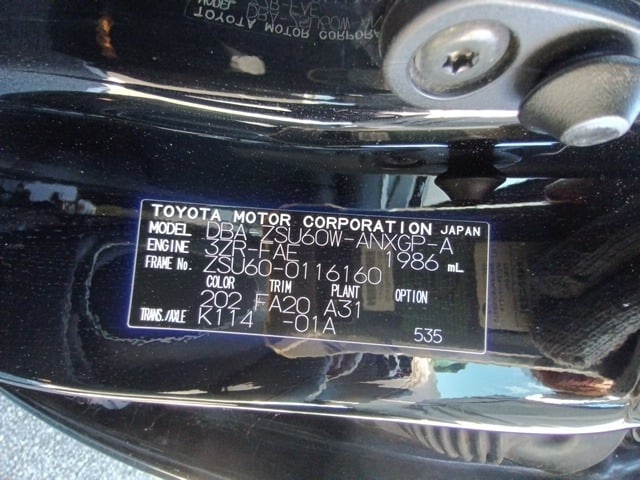 TOYOTA MOTOR CORPORATION JAPAN
MODEL DBA-ZSU60W-ANXGP-A
ENGINE 3ZR-FAE 1986 mL
FRAME No. ZSU60-0116160
COLOR TRIM PLANT OPTION
202 FA20 A31
TRANS./AXLE K114 -01A 535